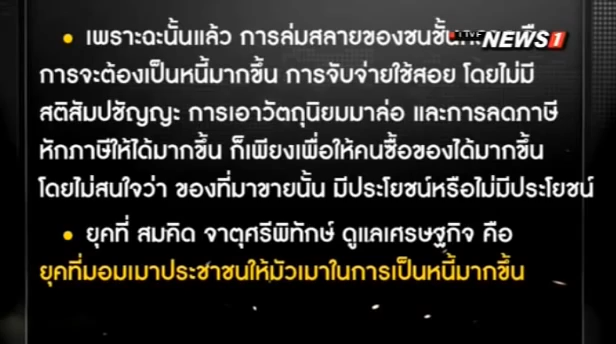 NEWS1
• เพราะฉะนั้นแล้ว การล่มสลายของชนชั้น
การจะต้องเป็นหนี้มากขึ้น การจับจ่ายใช้สอย โดยไม่มี
สติสัมปชัญญะ การเอาวัตถุนิยมมาล่อ และการลดภาษี
หักภาษีให้ได้มากขึ้น ก็เพียงเพื่อให้คนซื้อของได้มากขึ้น
โดยไม่สนใจว่า ของที่มาขายนั้น มีประโยชน์หรือไม่มีประโยชน์
• ยุคที่ สมคิด จาตุศรีพิทักษ์ ดูแลเศรษฐกิจ คือ
ยุคที่มอมเมาประชาชนให้มัวเมาในการเป็นหนี้มากขึ้น